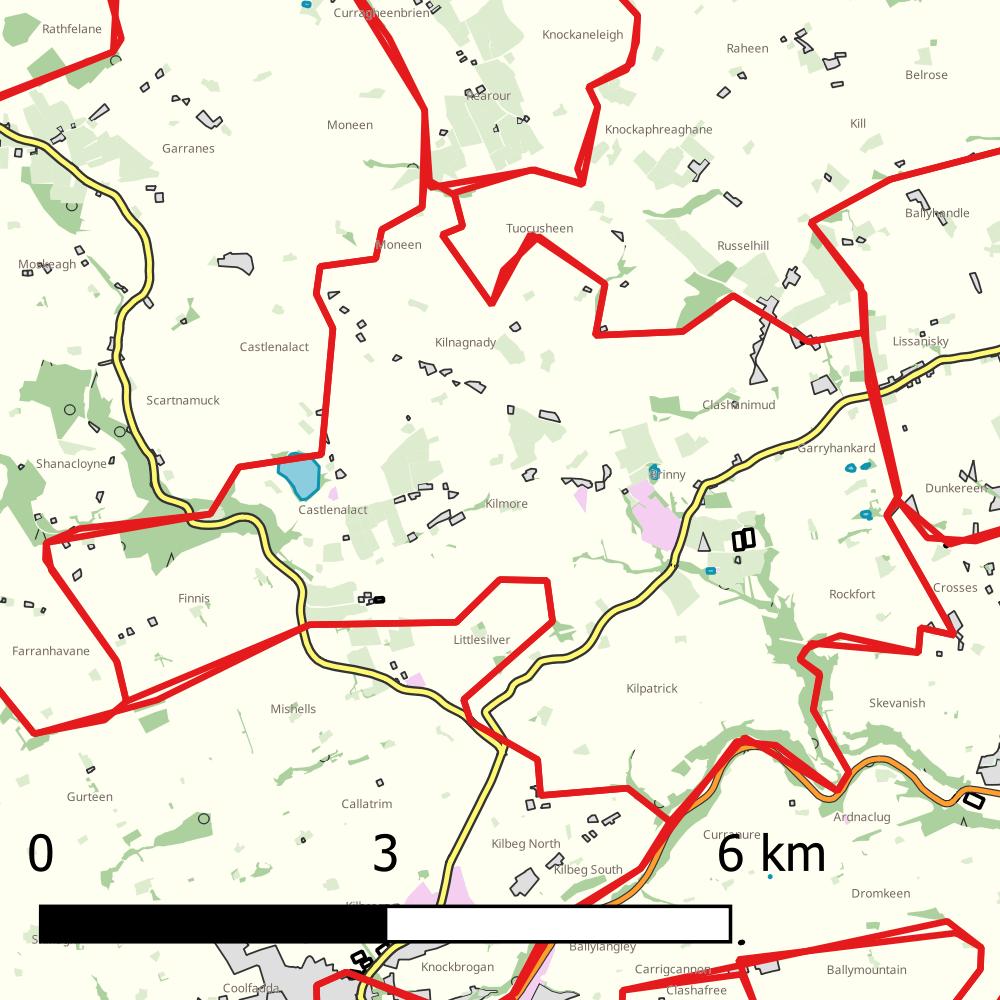 Curragheenbrien
Rathfelane
Knockaneleigh
Raheen
Belrose
Rearour
Moneen
Knockaphreaghane
Kill
Garranes
Ballyhandle
Tuocusheen
Moneen
Russelhill
Moskeagh
Castlenalact
Kilnagnady
Lissanisky
Scartnamuck
Clashanimud
Garryhankard
Shanacloyne
Brinny
Dunkereen
Castlenalact
Kilmore
Finnis
Rockfort
Crosses
Farranhavane
Littlesilver
Kilpatrick
Skevanish
Mishells
Gurteen
Callatrim
Ardnaclug
Curranure
Kilbeg North
0 3 6 km
Kilbeg South
Dromkeen
Ballylangley
Knockbrogan
Carrigcannon
Ballymountain
Coolfadda
Clashafree